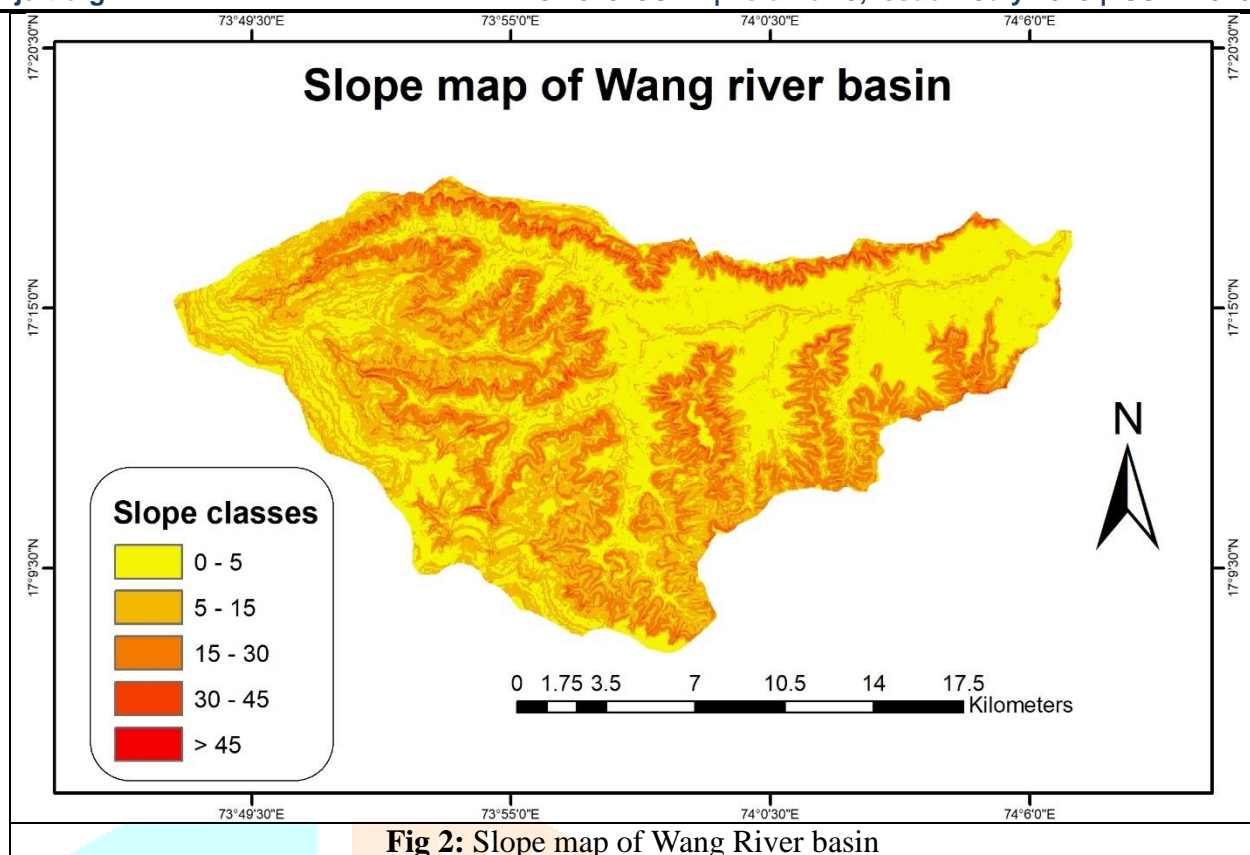 73°49'30"E 73°55'0"E 74°0'30"E 74°6'0"E
17°20'30"N 17°20'30"N
Slope map of Wang river basin
17°15'0"N 17°15'0"N
N
Slope classes
0 - 5
5 - 15
15 - 30
30 - 45
> 45
17°9'30"N 17°9'30"N
0 1.75 3.5 7 10.5 14 17.5
Kilometers
73°49'30"E 73°55'0"E 74°0'30"E 74°6'0"E
Fig 2: Slope map of Wang River basin